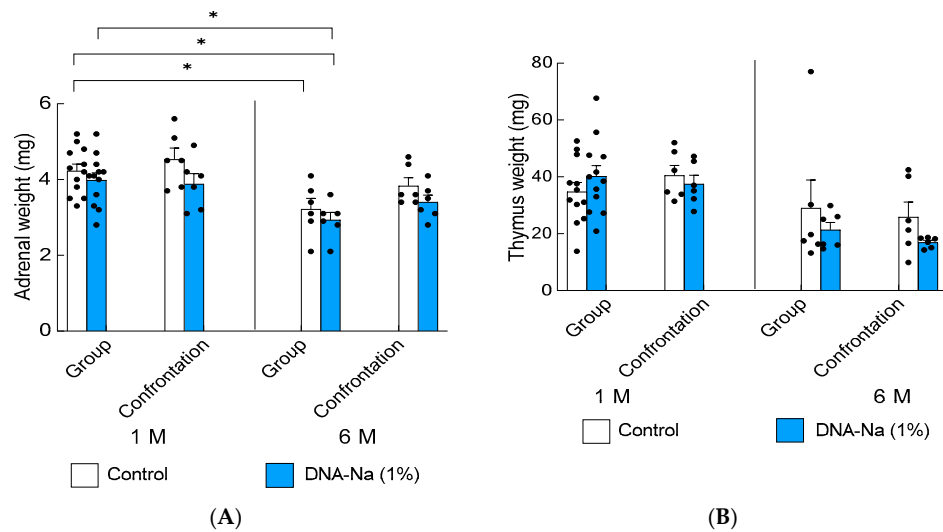 *
*
*
Adrenal weight (mg)
6
4
2
0
Group
Confrontation
Group
Confrontation
1 M
6 M
Control
DNA-Na (1%)
(A)
Thymus weight (mg)
80
60
40
20
0
Group
Confrontation
Group
Confrontation
1 M
6 M
Control
DNA-Na (1%)
(B)